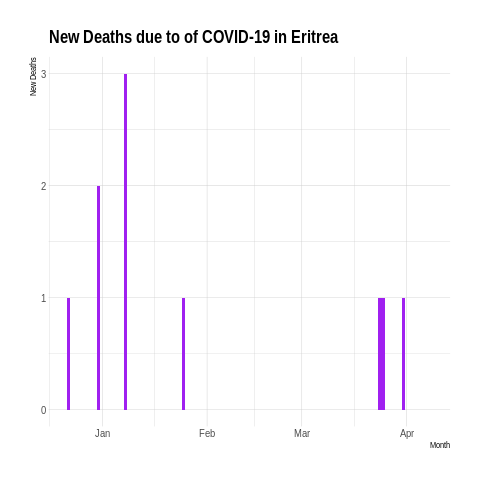 New Deaths due to of COVID-19 in Eritrea
New Deaths
3
2
1
0
Jan Feb Mar Apr
Month